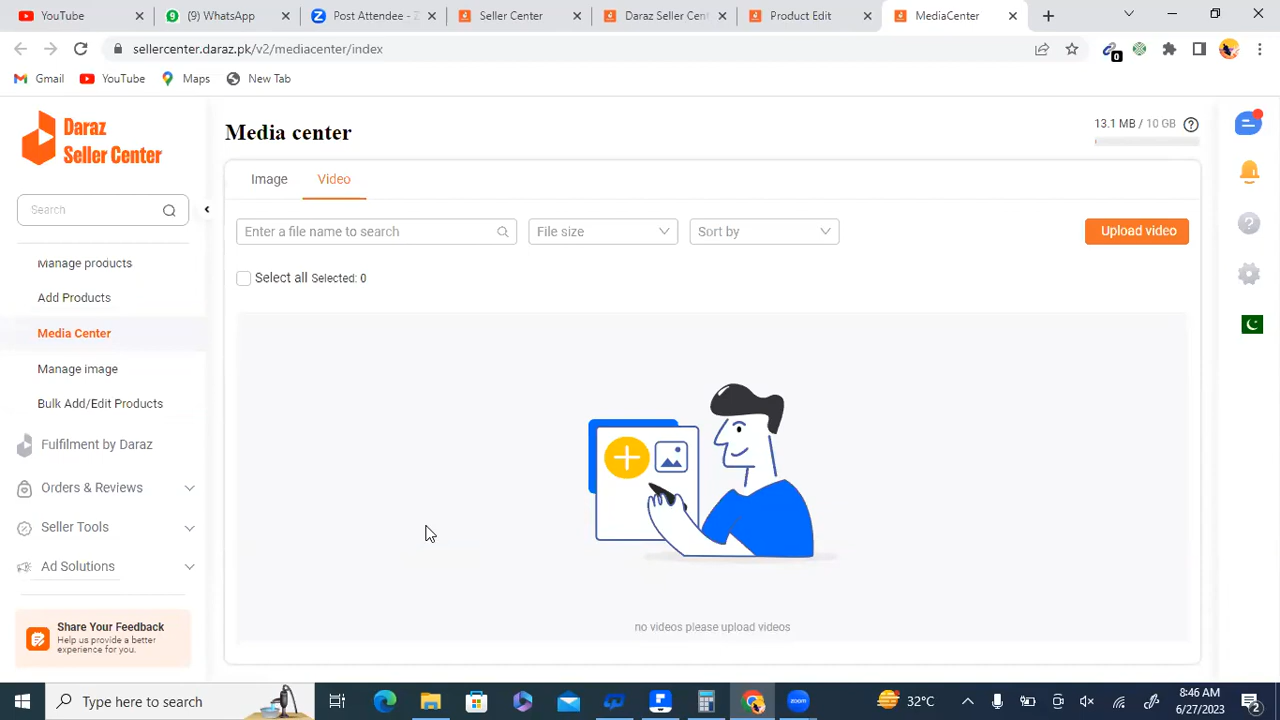 YouTube
(9) WhatsApp
Post Attendee - Z
Seller Center
Daraz Seller Cent
Product Edit
MediaCenter
sellercenter.daraz.pk/v2/mediacenter/index
0
Gmail
YouTube
Maps
New Tab
Daraz
Seller Center
Media center
13.1 MB / 10 GB
Image
Video
Search
Enter a file name to search
File size
Sort by
Upload video
Select all Selected: 0
Manage products
Add Products
Media Center
Manage image
Bulk Add/Edit Products
Fulfilment by Daraz
Orders & Reviews
Seller Tools
Ad Solutions
Share Your Feedback
Help us provide a better
experience for you.
no videos please upload videos
Type here to search
zoom
32°C
8:46 AM
6/27/2023
2